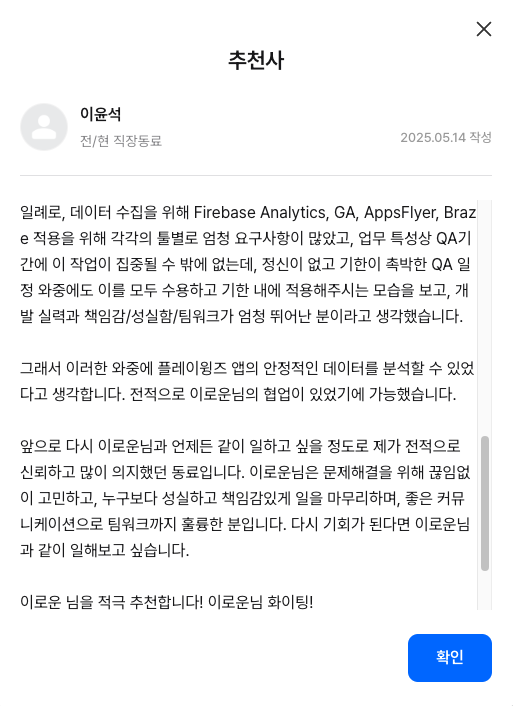 추천사
이윤석
전/현 직장동료
2025.05.14 작성
일례로, 데이터 수집을 위해 Firebase Analytics, GA, AppsFlyer, Braz
e 적용을 위해 각각의 툴별로 엄청 요구사항이 많았고, 업무 특성상 QA기
간에 이 작업이 집중될 수 밖에 없는데, 정신이 없고 기한이 촉박한 QA 일
정 와중에도 이를 모두 수용하고 기한 내에 적용해주시는 모습을 보고, 개
발 실력과 책임감/성실함/팀워크가 엄청 뛰어난 분이라고 생각했습니다.
그래서 이러한 와중에 플레이윙즈 앱의 안정적인 데이터를 분석할 수 있었
다고 생각합니다. 전적으로 이로운님의 협업이 있었기에 가능했습니다.
앞으로 다시 이로운님과 언제든 같이 일하고 싶을 정도로 제가 전적으로
신뢰하고 많이 의지했던 동료입니다. 이로운님은 문제해결을 위해 끊임없
이 고민하고, 누구보다 성실하고 책임감있게 일을 마무리하며, 좋은 커뮤
니케이션으로 팀워크까지 훌륭한 분입니다. 다시 기회가 된다면 이로운님
과 같이 일해보고 싶습니다.
이로운 님을 적극 추천합니다! 이로운님 화이팅!
확인